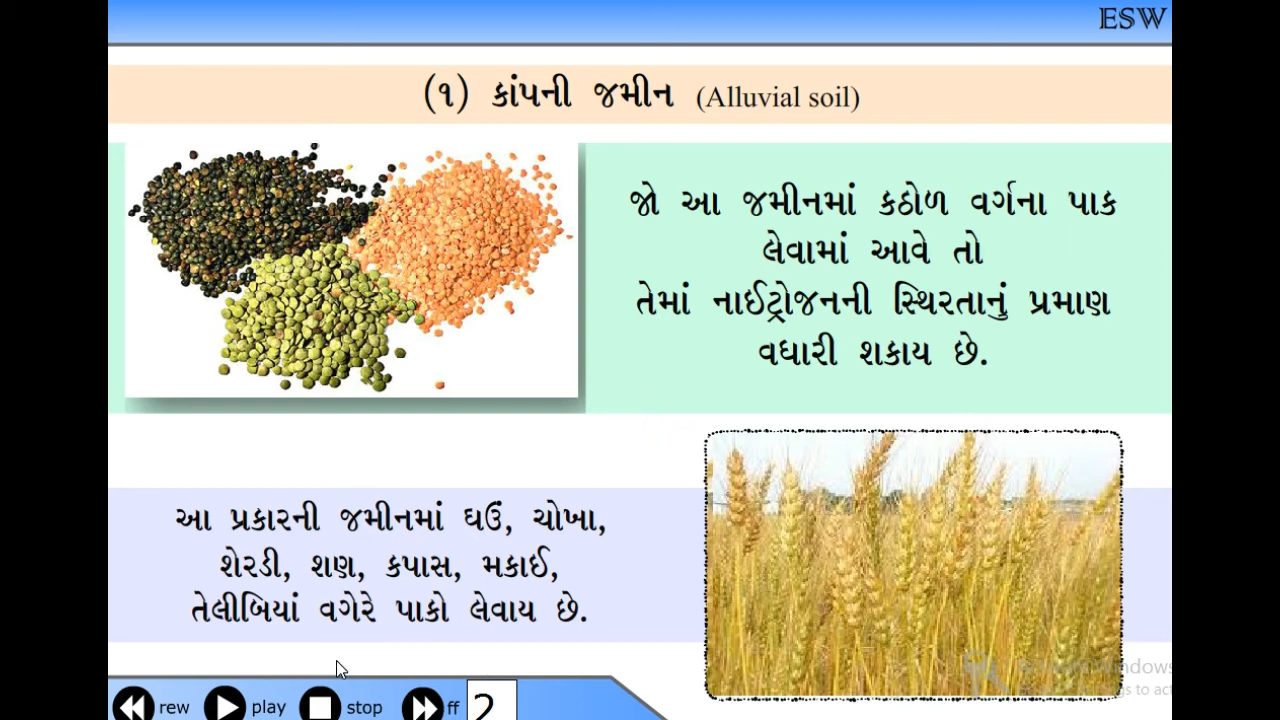 ESW
(૧) કાંપની જમીન (Alluvial soil)
જો આ જમીનમાં કઠોળ વર્ગના પાક
લેવામાં આવે તો
તેમાં નાઈટ્રોજનની સ્થિરતાનું પ્રમાણ
વધારી શકાય છે.
આ પ્રકારની જમીનમાં ઘઉં, ચોખા,
શેરડી, શણ, કપાસ, મકાઈ,
તેલીબિયાં વગેરે પાકો લેવાય છે.
rew play stop ff 2